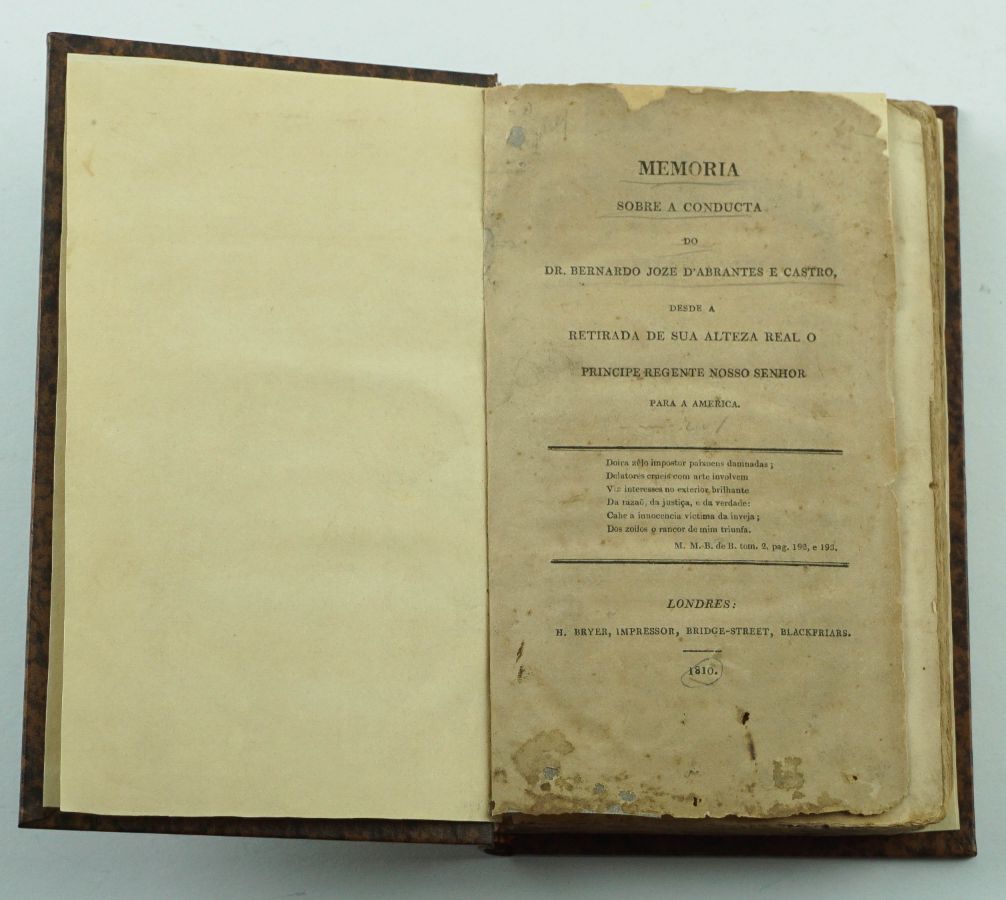 MEMORIA
SOBRE A CONDUCTA
DO
DR. BERNARDO JOZE D'ABRANTES E CASTRO,
DESDE A
RETIRADA DE SUA ALTEZA REAL O
PRINCIPE REGENTE NOSSO SENHOR
PARA A AMERICA.
Doira zêlo impostor paixoens damnadas;
Delatores crueis com arte involvem
Vis interesses no exterior brilhante
Da razaõ, da justiça, e da verdade:
Cahe a innocencia victima da inveja;
Dos zoilos o rancor de mim triunfa.
M. M. B. de B. tom. 2, pag. 192, e 193.
LONDRES:
H. BRYER, IMPRESSOR, BRIDGE-STREET, BLACKFRIARS.
1810.